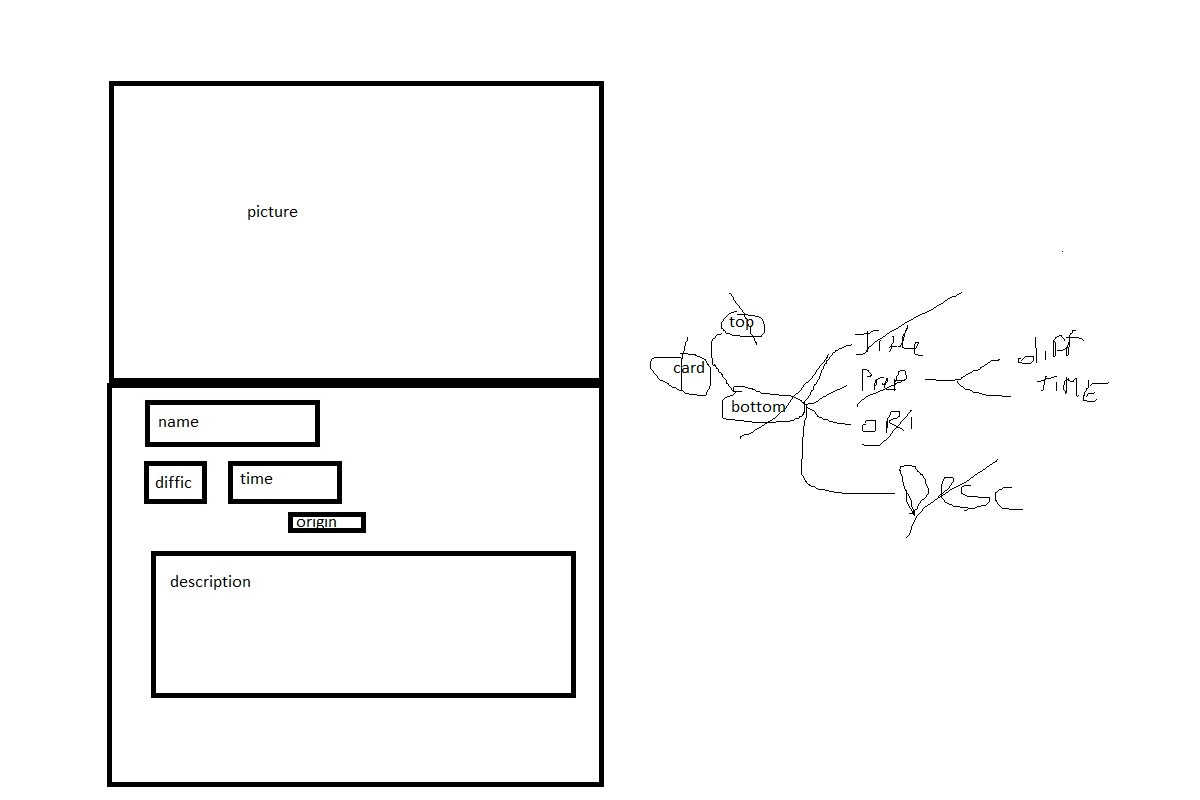 picture
name
diffic
time
origin
description
top
card
bottom
Title
Prep
diff
TIME
ORI
DESC